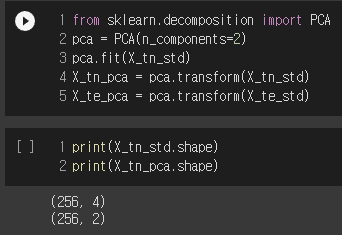 1 from sklearn.decomposition import PCA
2 pca = PCA(n_components=2)
3 pca.fit(X_tn_std)
4 X_tn_pca = pca.transform(X_tn_std)
5 X_te_pca = pca.transform(X_te_std)
[ ] 1 print(X_tn_std.shape)
2 print(X_tn_pca.shape)
(256, 4)
(256, 2)